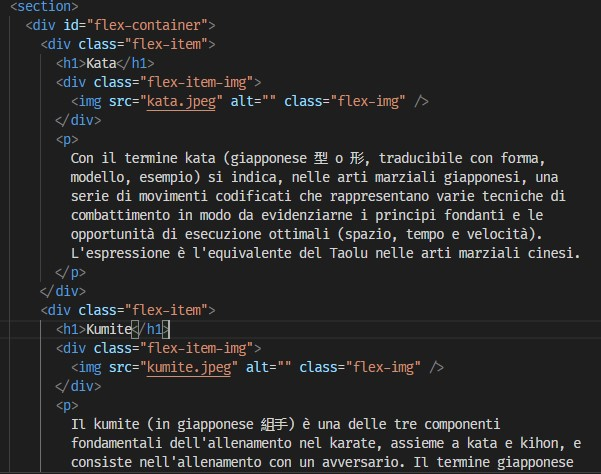 <section>
<div id="flex-container">
<div class="flex-item">
<h1>Kata</h1>
<div class="flex-item-img">
<img src="kata.jpeg" alt="" class="flex-img" />
</div>
<p>
Con il termine kata (giapponese 型 o 形, traducibile con forma,
modello, esempio) si indica, nelle arti marziali giapponesi, una
serie di movimenti codificati che rappresentano varie tecniche di
combattimento in modo da evidenziarne i principi fondanti e le
opportunità di esecuzione ottimali (spazio, tempo e velocità).
L'espressione è l'equivalente del Taolu nelle arti marziali cinesi.
</p>
</div>
<div class="flex-item">
<h1>Kumite</h1>
<div class="flex-item-img">
<img src="kumite.jpeg" alt="" class="flex-img" />
</div>
<p>
Il kumite (in giapponese 組手) è una delle tre componenti
fondamentali dell'allenamento nel karate, assieme a kata e kihon, e
consiste nell'allenamento con un avversario. Il termine giapponese